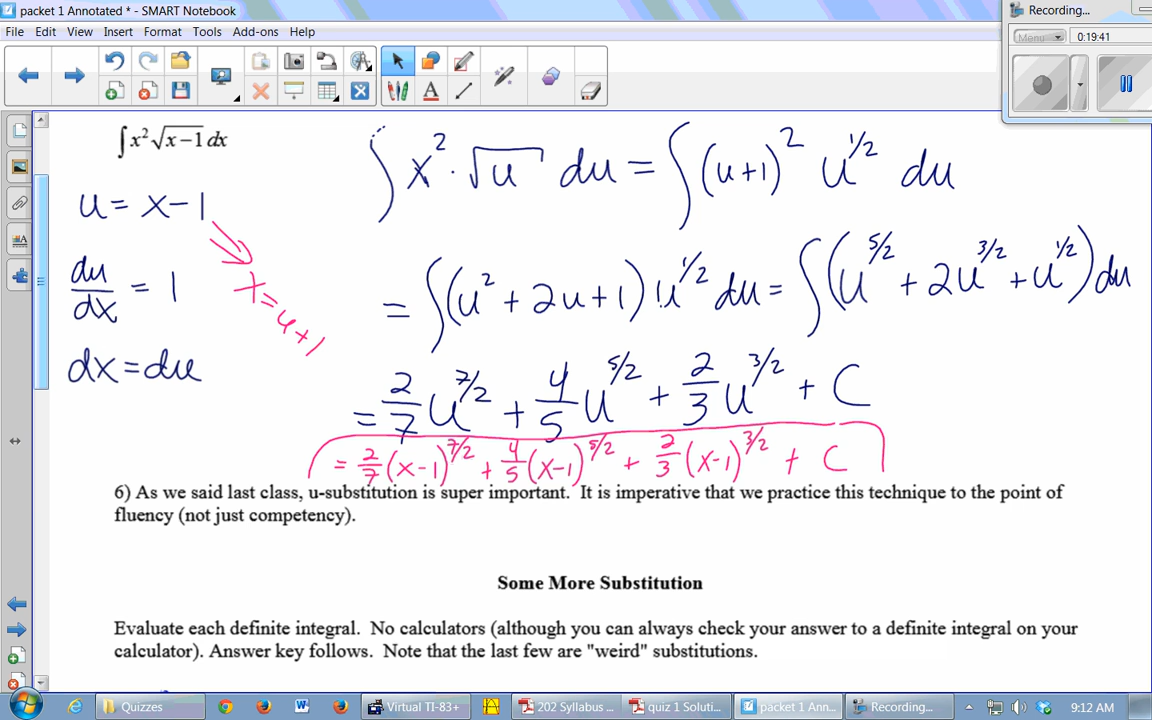 packet 1 Annotated * - SMART Notebook
Recording...
File Edit View Insert Format Tools Add-ons Help
Menu
0:19:41
∫x²√(x−1) dx
∫ x² · √u du = ∫ (u+1)² u^(1/2) du
u = x−1
du/dx = 1
x = u+1
= ∫ (u² + 2u + 1) u^(1/2) du = ∫ (u^(5/2) + 2u^(3/2) + u^(1/2)) du
dx = du
= 2/7 u^(7/2) + 4/5 u^(5/2) + 2/3 u^(3/2) + C
= 2/7 (x−1)^(7/2) + 4/5 (x−1)^(5/2) + 2/3 (x−1)^(3/2) + C
6) As we said last class, u-substitution is super important. It is imperative that we practice this technique to the point of
fluency (not just competency).
Some More Substitution
Evaluate each definite integral. No calculators (although you can always check your answer to a definite integral on your
calculator). Answer key follows. Note that the last few are "weird" substitutions.
Quizzes
Virtual TI-83+
202 Syllabus ...
quiz 1 Soluti...
packet 1 Ann...
Recording...
9:12 AM